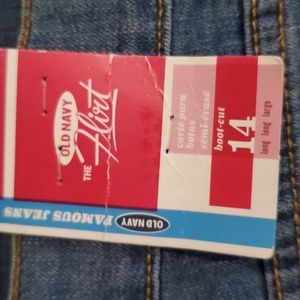 OLD NAVY
THE
Flirt
corte para
botas
semi-évasé
boot-cut
14
long long largo
OLD NAVY
FAMOUS JEANS